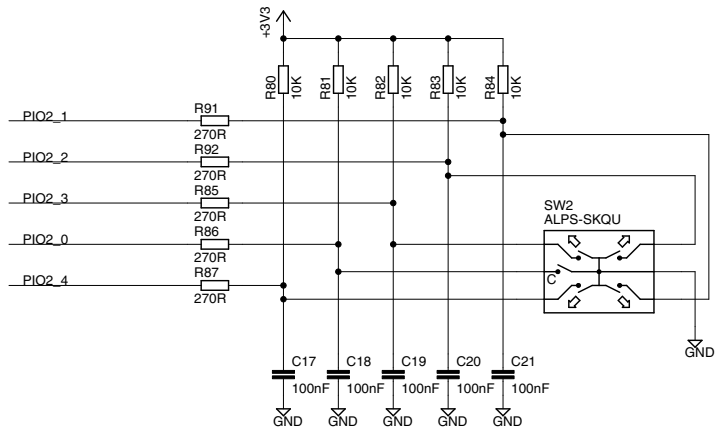 +3V3
R80
10K
R81
10K
R82
10K
R83
10K
R84
10K
PIO2_1
R91
270R
PIO2_2
R92
270R
PIO2_3
R85
270R
PIO2_0
R86
270R
PIO2_4
R87
270R
SW2
ALPS-SKQU
C
GND
C17
100nF
C18
100nF
C19
100nF
C20
100nF
C21
100nF
GND
GND
GND
GND
GND